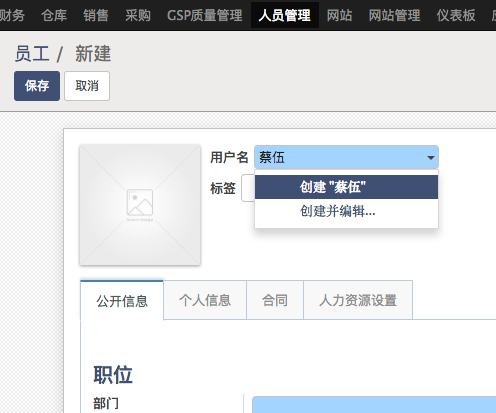 财务 仓库 销售 采购 GSP质量管理 人员管理 网站 网站管理 仪表板
员工 / 新建
保存 取消
用户名 蔡伍
标签 创建 "蔡伍"
创建并编辑...
公开信息 个人信息 合同 人力资源设置
职位
部门